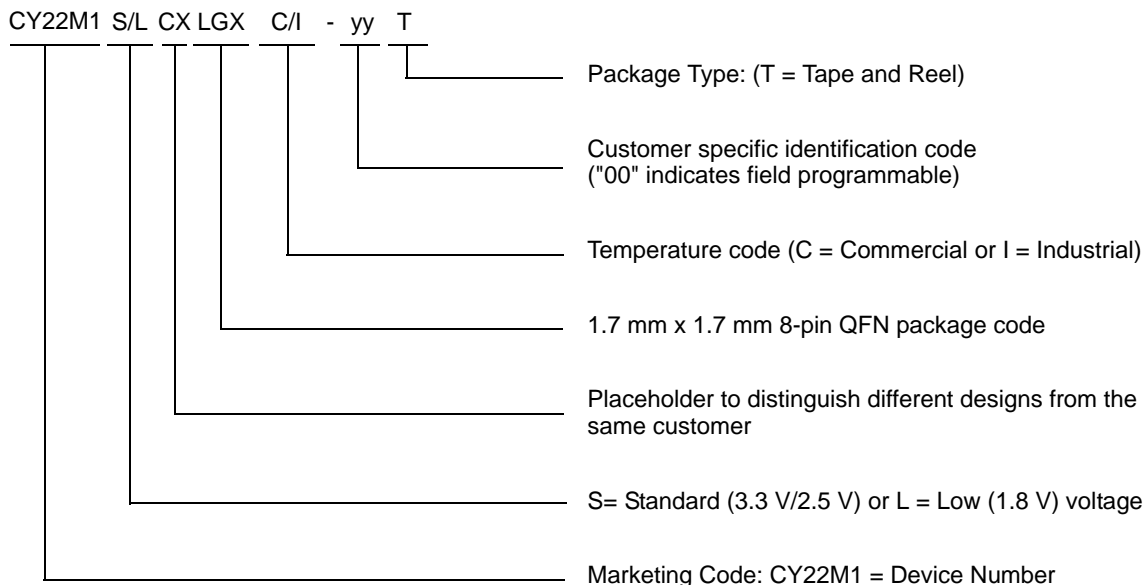 CY22M1 S/L CX LGX C/I - yy T
Package Type: (T = Tape and Reel)
Customer specific identification code
("00" indicates field programmable)
Temperature code (C = Commercial or I = Industrial)
1.7 mm x 1.7 mm 8-pin QFN package code
Placeholder to distinguish different designs from the
same customer
S= Standard (3.3 V/2.5 V) or L = Low (1.8 V) voltage
Marketing Code: CY22M1 = Device Number